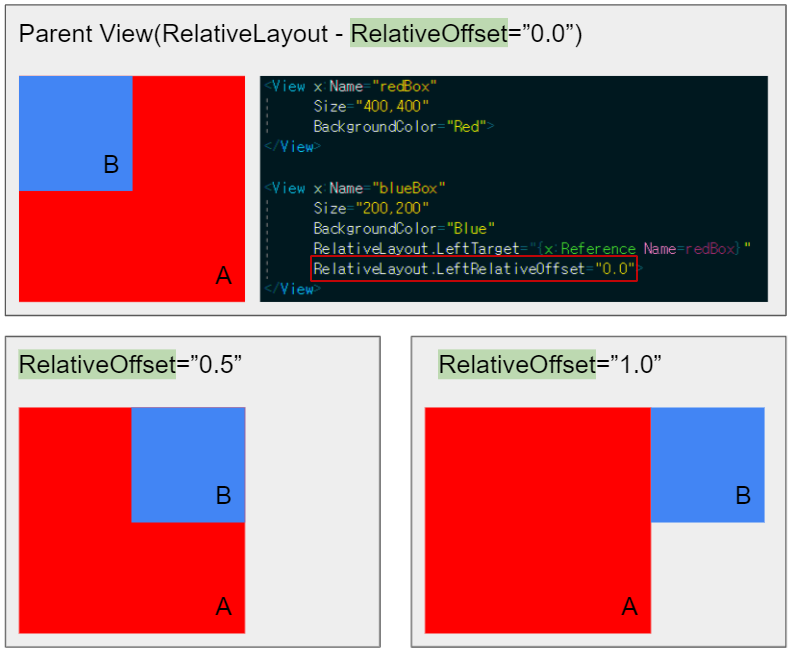 Parent View(RelativeLayout - RelativeOffset=”0.0”)
B
A
<View x:Name="redBox"
Size="400,400"
BackgroundColor="Red">
</View>
<View x:Name="blueBox"
Size="200,200"
BackgroundColor="Blue"
RelativeLayout.LeftTarget="{x:Reference Name=redBox}"
RelativeLayout.LeftRelativeOffset="0.0">
</View>
RelativeOffset=”0.5”
B
A
RelativeOffset=”1.0”
B
A